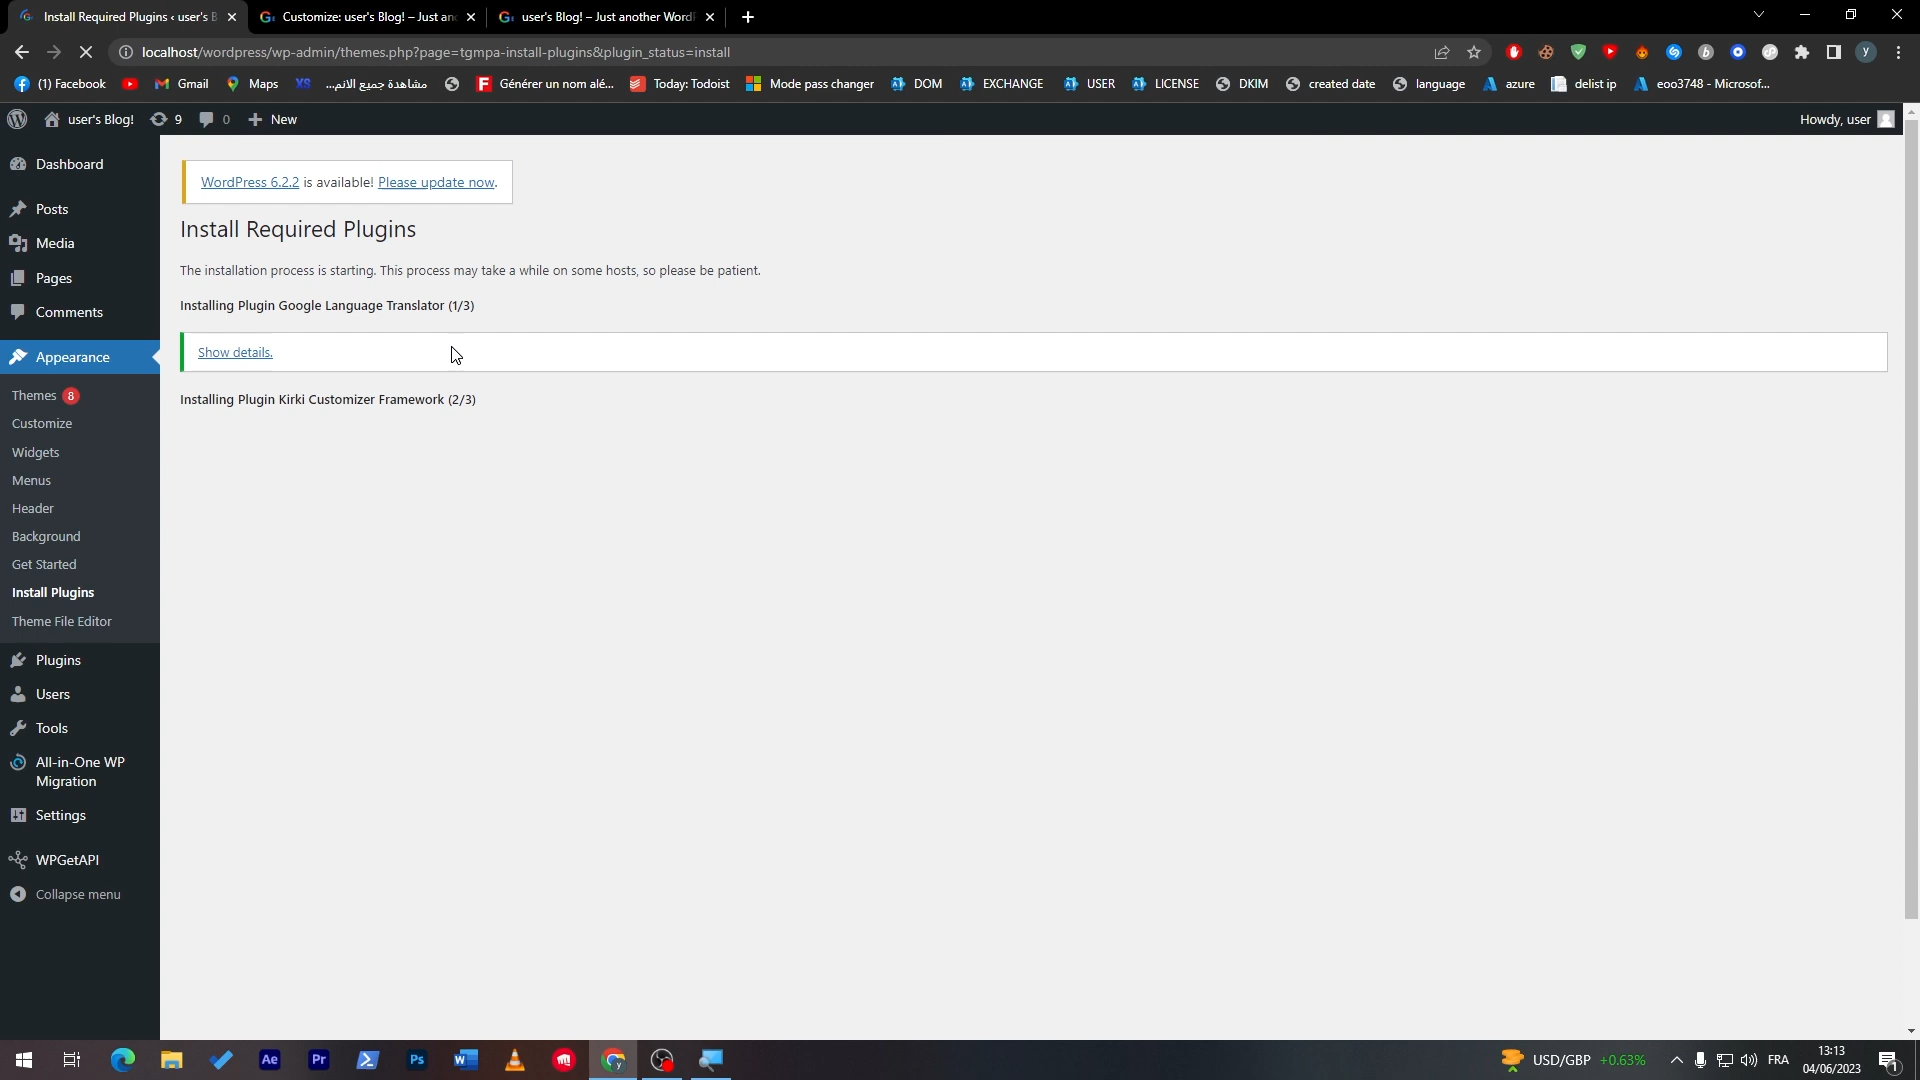 Install Required Plugins ‹ user's B
Customize: user's Blog! – Just an
user's Blog! – Just another Word
localhost/wordpress/wp-admin/themes.php?page=tgmpa-install-plugins&plugin_status=install
y
(1) Facebook
Gmail
Maps
XS
مشاهدة جميع الانم...
Générer un nom alé...
Today: Todoist
Mode pass changer
DOM
EXCHANGE
USER
LICENSE
DKIM
created date
language
azure
delist ip
eoo3748 - Microsof...
user's Blog!
9
0
New
Howdy, user
Dashboard
Posts
Media
Pages
Comments
Appearance
Themes 8
Customize
Widgets
Menus
Header
Background
Get Started
Install Plugins
Theme File Editor
Plugins
Users
Tools
All-in-One WP
Migration
Settings
WPGetAPI
Collapse menu
WordPress 6.2.2 is available! Please update now.
Install Required Plugins
The installation process is starting. This process may take a while on some hosts, so please be patient.
Installing Plugin Google Language Translator (1/3)
Show details.
Installing Plugin Kirki Customizer Framework (2/3)
Ae
Pr
Ps
W
USD/GBP +0.63%
FRA
13:13
04/06/2023
1